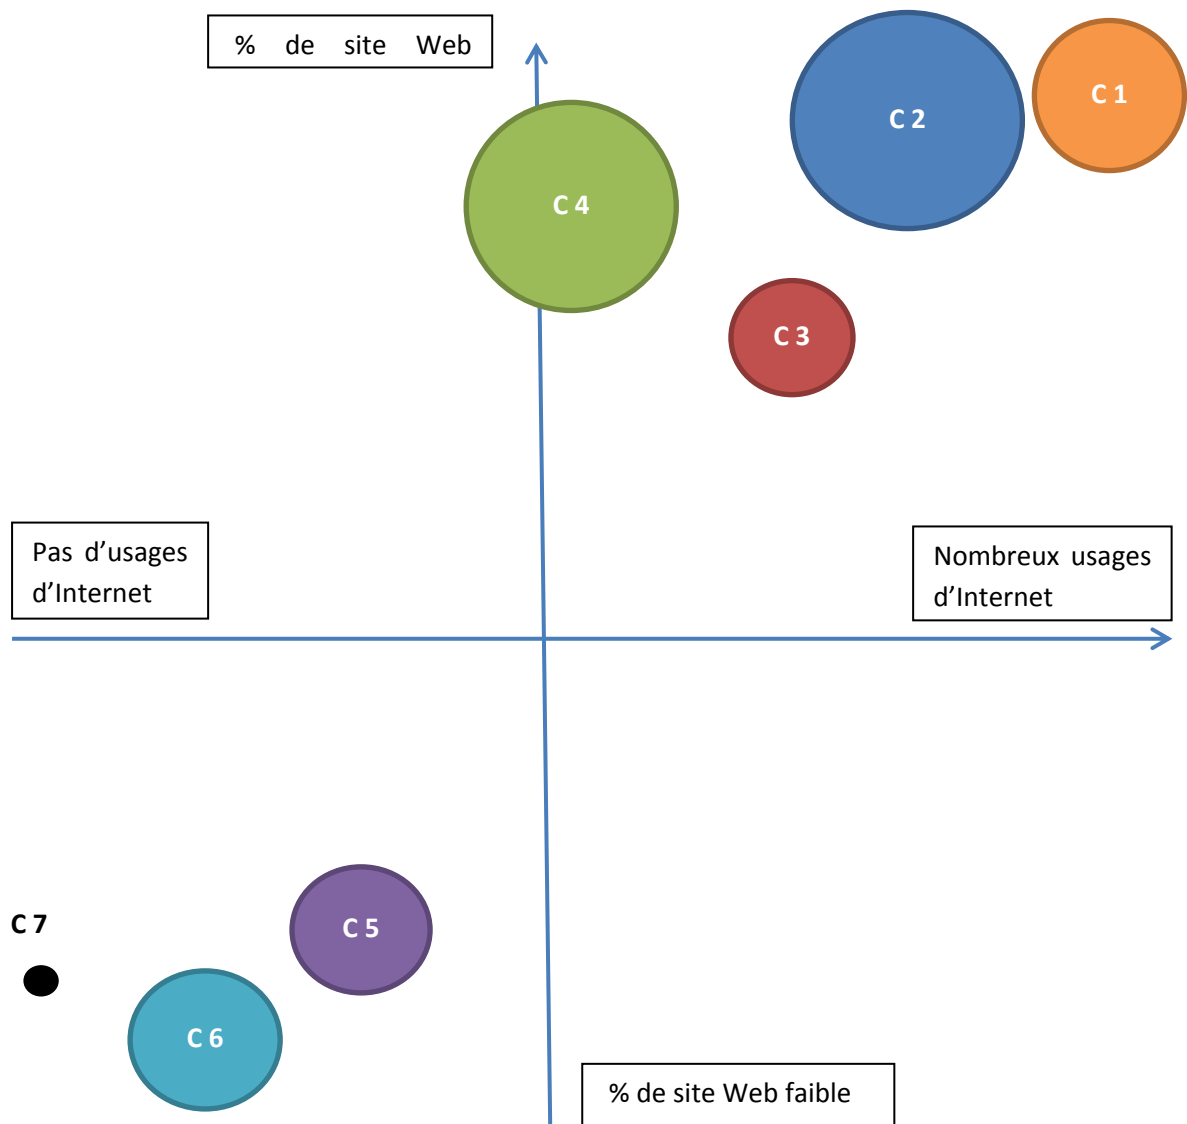 % de site Web
C 1
C 2
C 4
C 3
Pas d’usages
d’Internet
Nombreux usages
d’Internet
C 7
C 5
C 6
% de site Web faible